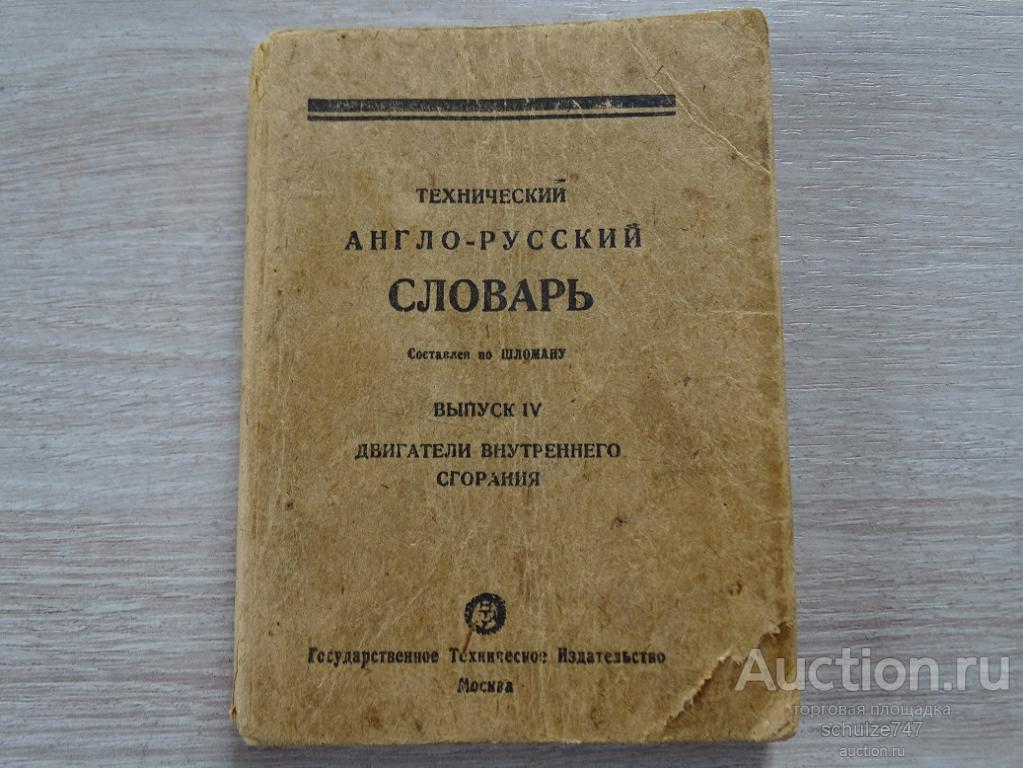 ТЕХНИЧЕСКИЙ
АНГЛО-РУССКИЙ
СЛОВАРЬ
Составлен по ШЛОМАНУ
ВЫПУСК IV
ДВИГАТЕЛИ ВНУТРЕННЕГО
СГОРАНИЯ
Государственное Техническое Издательство
Москва
Auction.ru
торговая площадка
schulze747
auction.ru